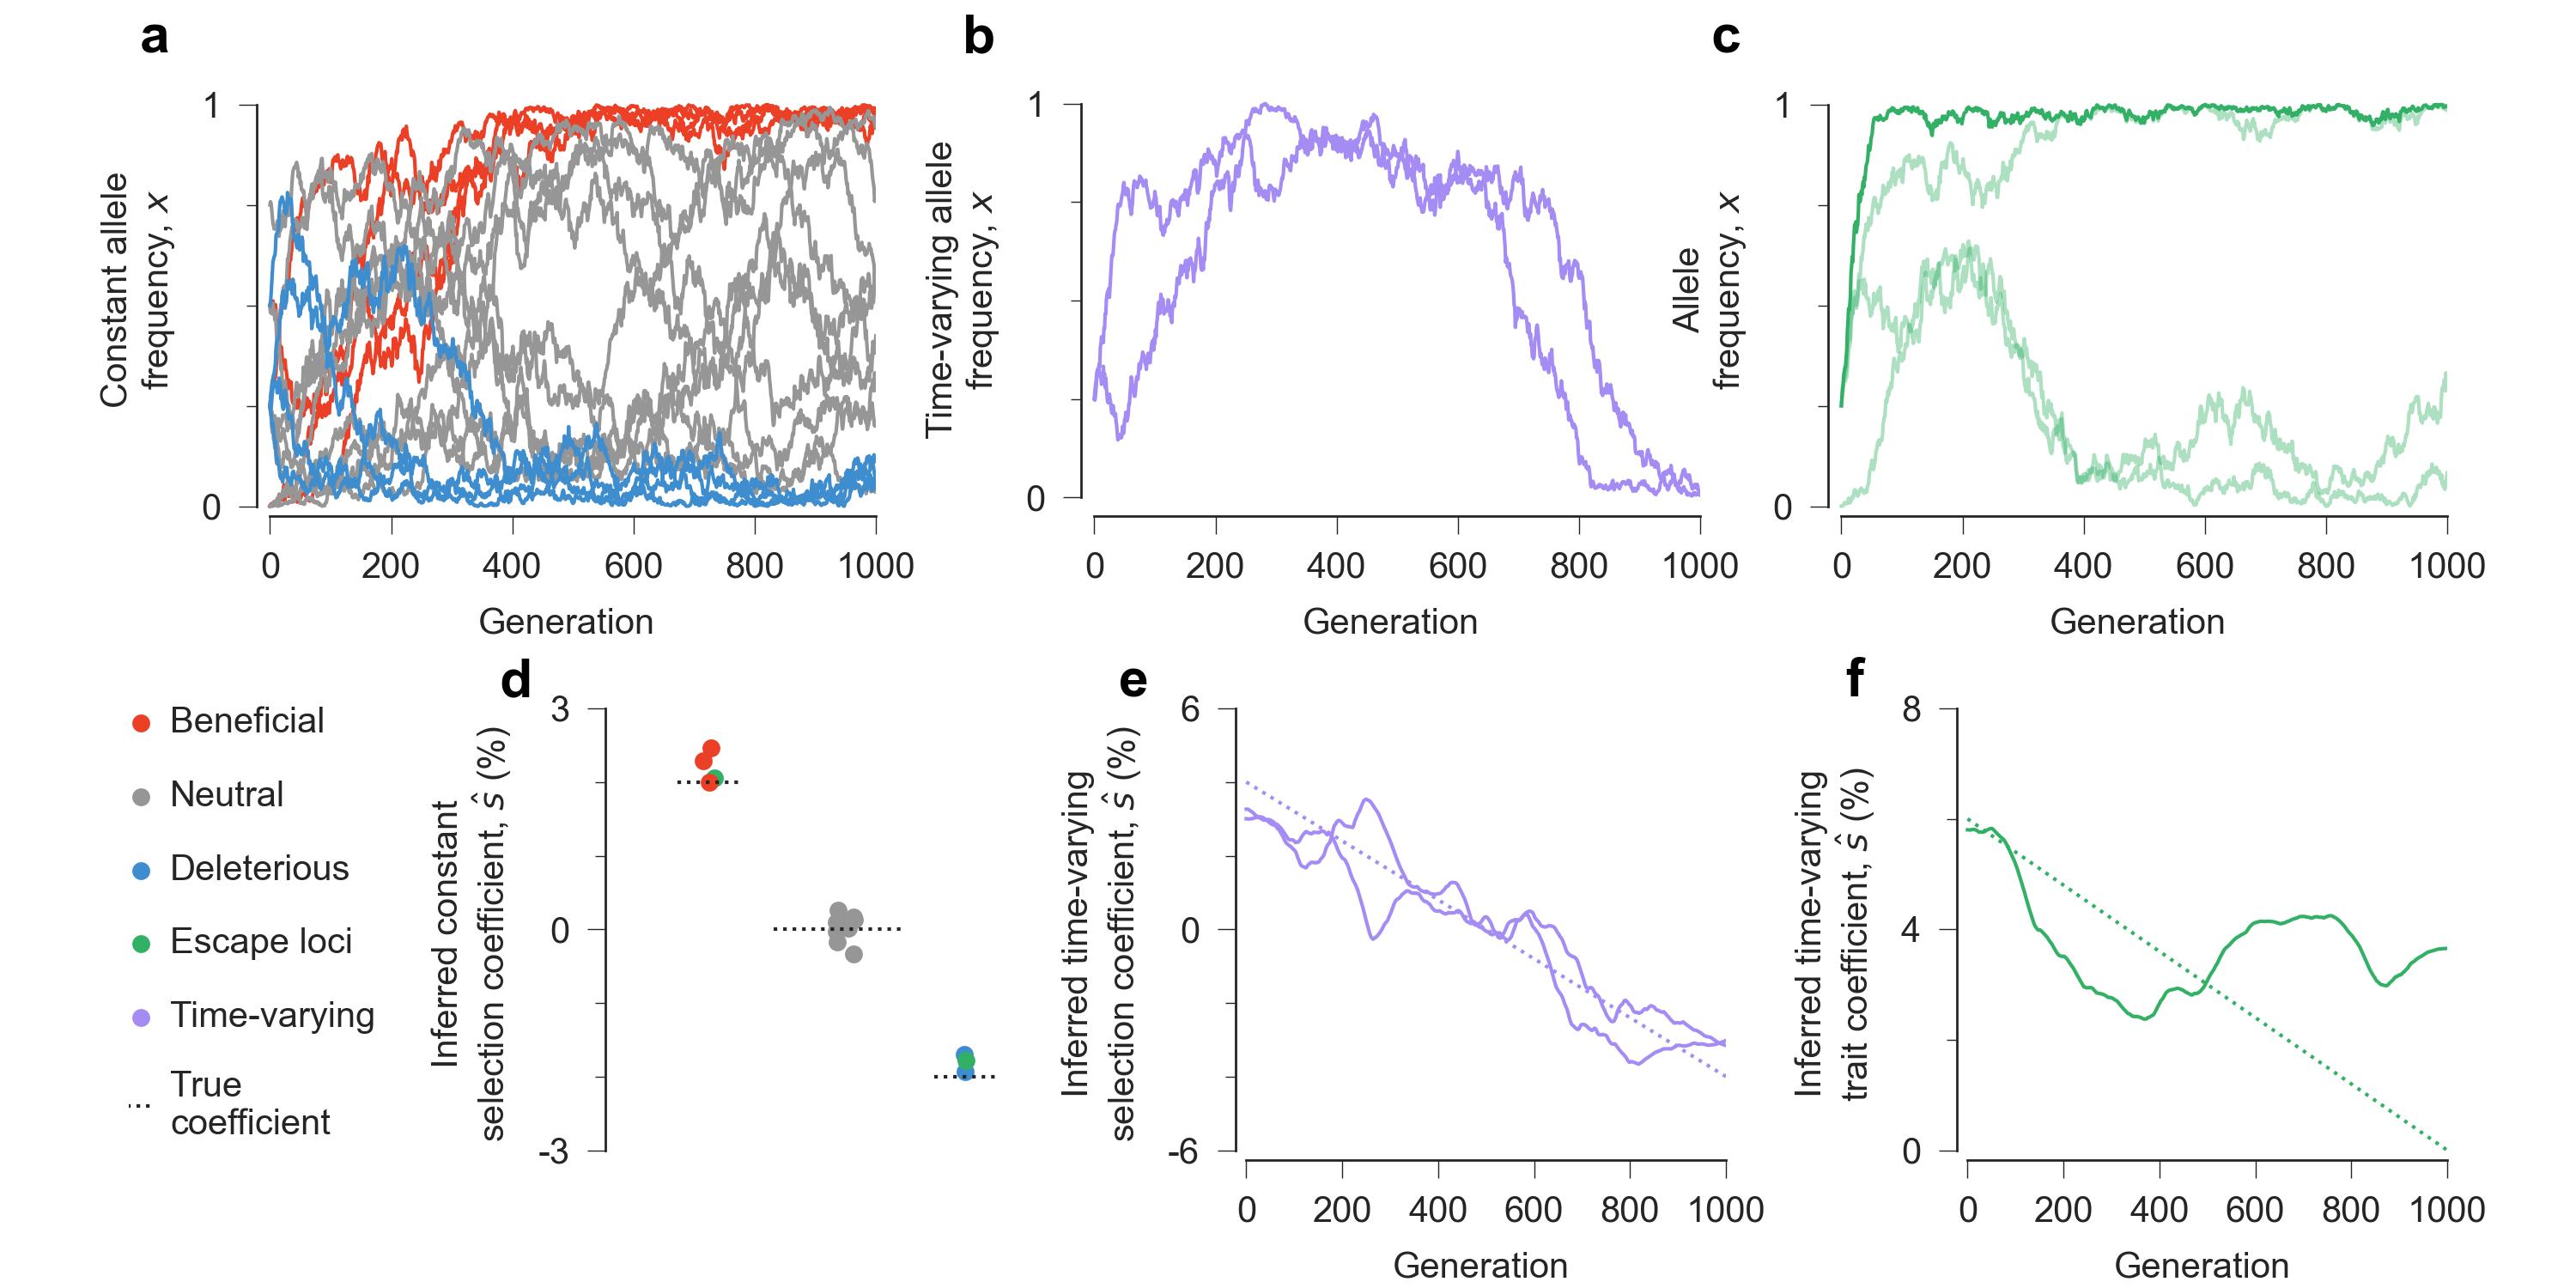 a
Constant allele
frequency, x
1
0
0 200 400 600 800 1000
Generation
b
Time-varying allele
frequency, x
1
0
0 200 400 600 800 1000
Generation
c
Allele
frequency, x
1
0
0 200 400 600 800 1000
Generation
Beneficial
Neutral
Deleterious
Escape loci
Time-varying
True
coefficient
d
Inferred constant
selection coefficient, ŝ (%)
3
0
-3
e
Inferred time-varying
selection coefficient, ŝ (%)
6
0
-6
0 200 400 600 800 1000
Generation
f
Inferred time-varying
trait coefficient, ŝ (%)
8
4
0
0 200 400 600 800 1000
Generation